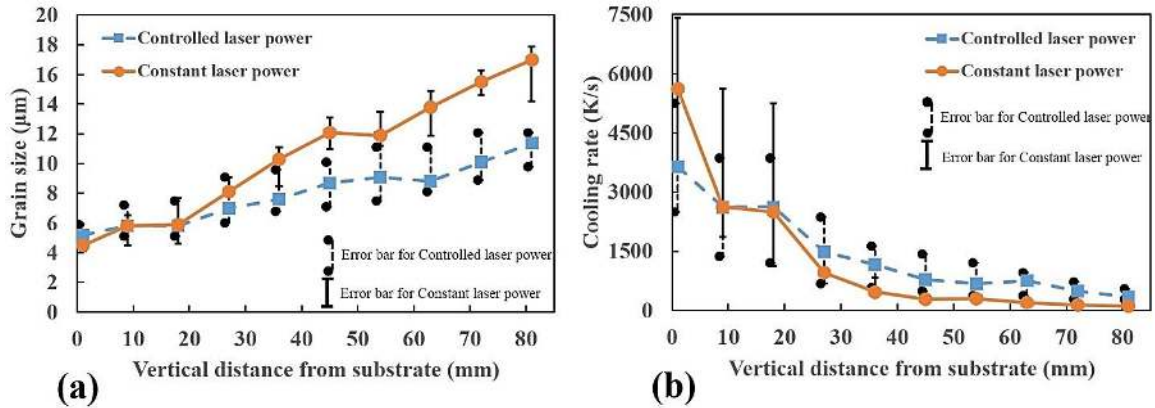 20
18
16
14
12
10
8
6
4
2
0
Grain size (μm)
Controlled laser power
Constant laser power
Error bar for Controlled laser power
Error bar for Constant laser power
0 10 20 30 40 50 60 70 80
Vertical distance from substrate (mm)
(a)
7500
6000
4500
3000
1500
0
Cooling rate (K/s)
Controlled laser power
Constant laser power
Error bar for Controlled laser power
Error bar for Constant laser power
0 10 20 30 40 50 60 70 80
Vertical distance from substrate (mm)
(b)